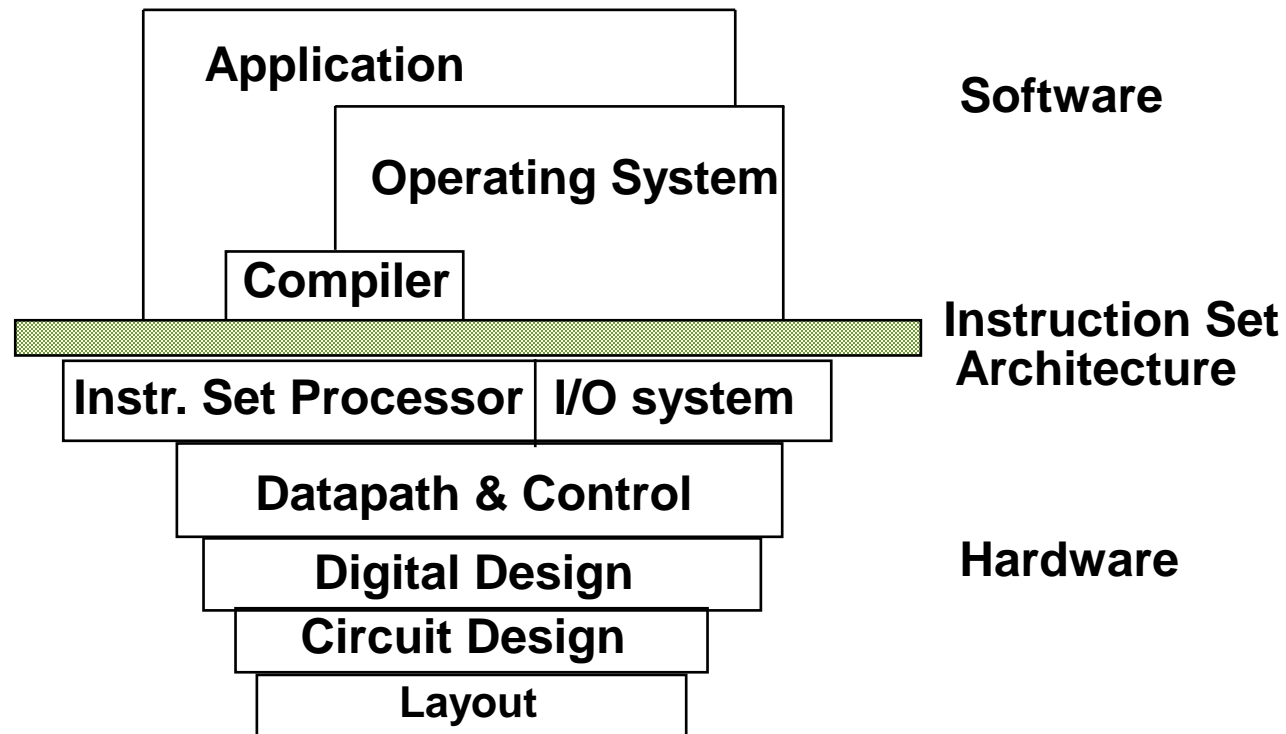 Application
Software
Operating System
Compiler
Instruction Set
Architecture
Instr. Set Processor
I/O system
Datapath & Control
Digital Design
Hardware
Circuit Design
Layout